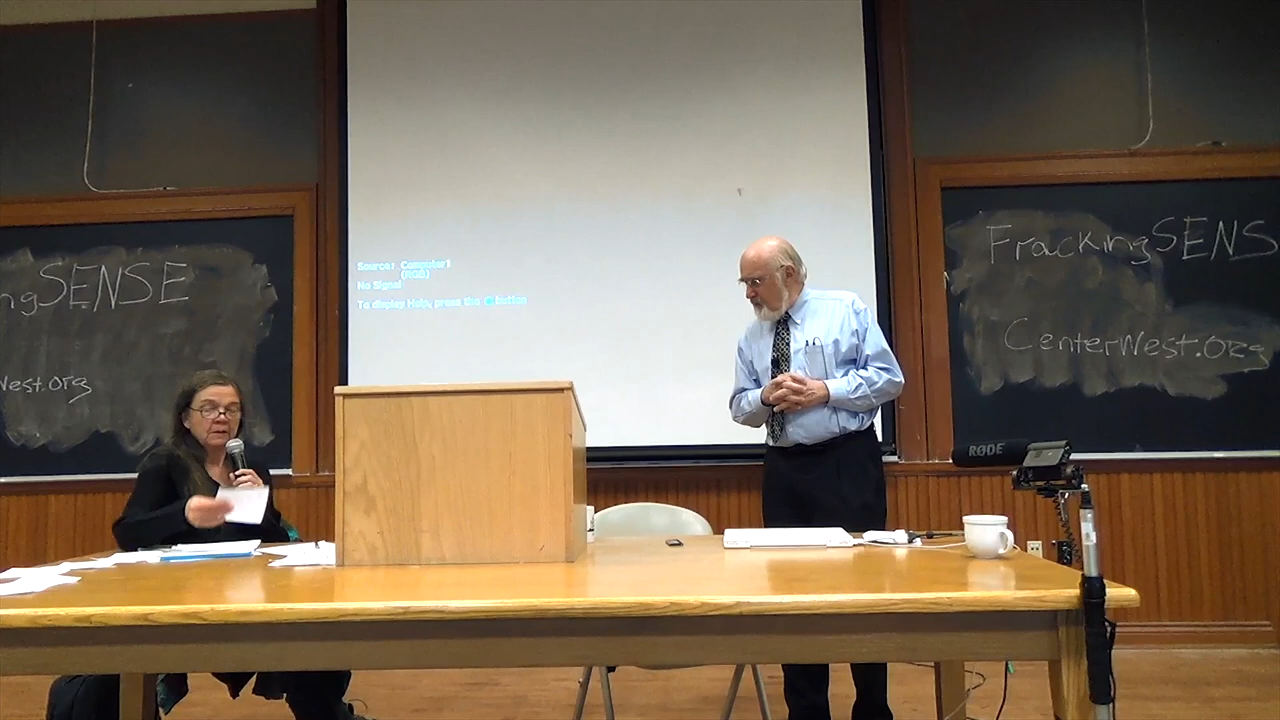 ngSENSE
West.org
Source: Computer1
(RGB)
No Signal
To display Help, press the button
FrackingSENS
CenterWest.org
RØDE